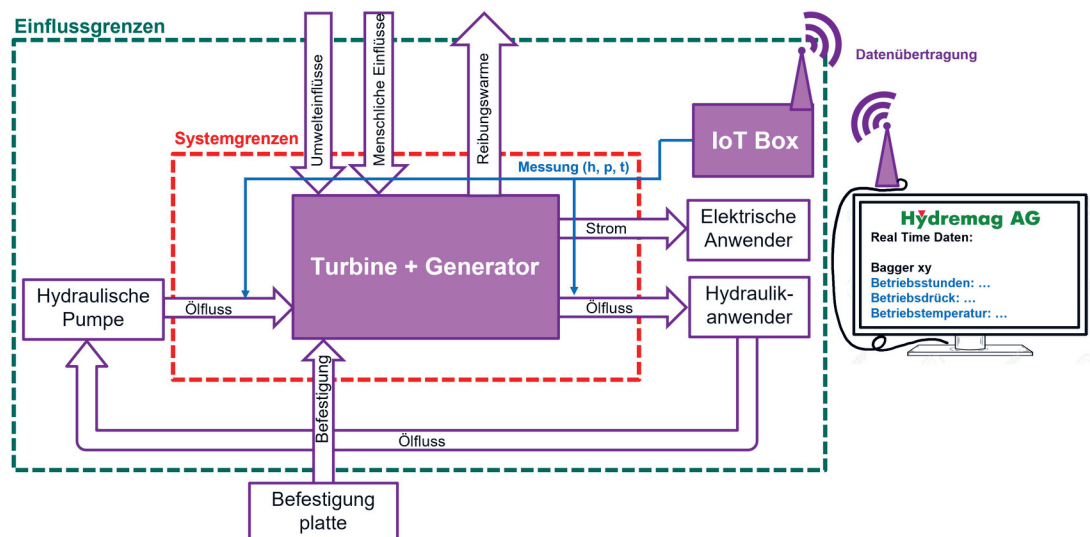 Einflussgrenzen
Umwelteinflüsse
Menschliche Einflüsse
Reibungswärme
Datenübertragung
IoT Box
Systemgrenzen
Messung (h, p, t)
Turbine + Generator
Strom
Elektrische
Anwender
Hydraulische
Pumpe
Ölfluss
Ölfluss
Hydraulik-
anwender
Hydremag AG
Real Time Daten:
Bagger xy
Betriebsstunden: ...
Betriebsdrück: ...
Betriebstemperatur: ...
Befestigung
Ölfluss
Befestigung
platte